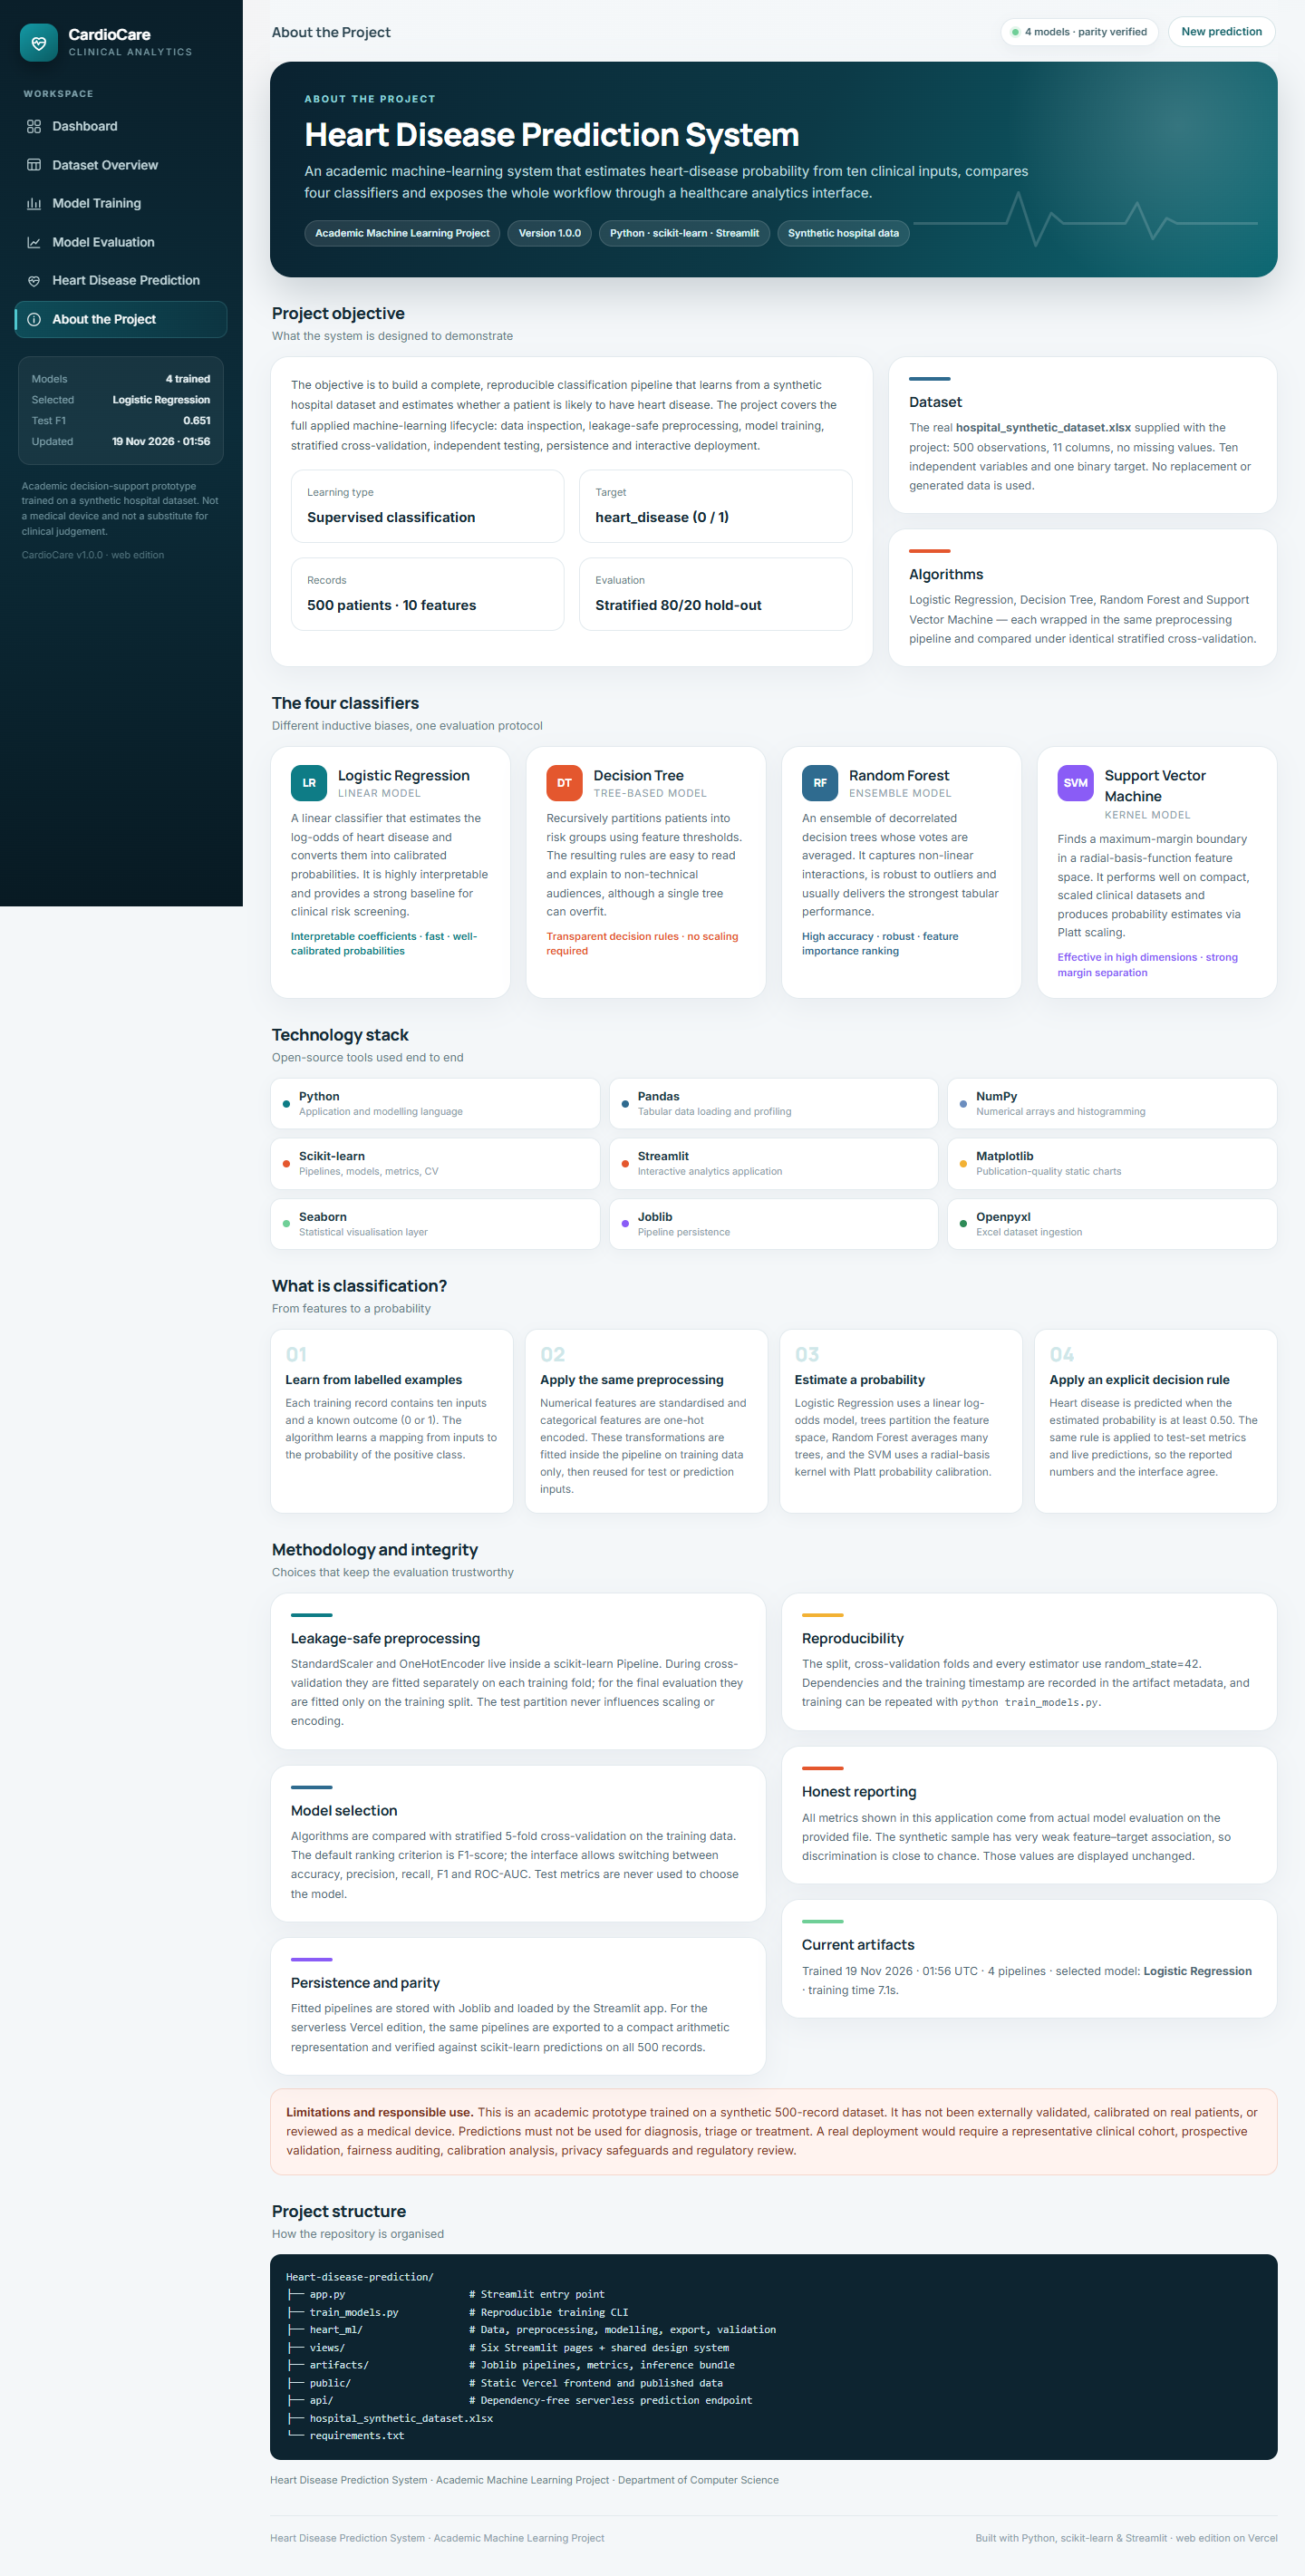 CardioCare
CLINICAL ANALYTICS
WORKSPACE
Dashboard
Dataset Overview
Model Training
Model Evaluation
Heart Disease Prediction
About the Project
Models 4 trained
Selected Logistic Regression
Test F1 0.651
Updated 19 Nov 2026 · 01:56
Academic decision-support prototype
trained on a synthetic hospital dataset. Not
a medical device and not a substitute for
clinical judgement.
CardioCare v1.0.0 · web edition
About the Project
4 models · parity verified
New prediction
ABOUT THE PROJECT
Heart Disease Prediction System
An academic machine-learning system that estimates heart-disease probability from ten clinical inputs, compares
four classifiers and exposes the whole workflow through a healthcare analytics interface.
Academic Machine Learning Project
Version 1.0.0
Python · scikit-learn · Streamlit
Synthetic hospital data
Project objective
What the system is designed to demonstrate
The objective is to build a complete, reproducible classification pipeline that learns from a synthetic
hospital dataset and estimates whether a patient is likely to have heart disease. The project covers the
full applied machine-learning lifecycle: data inspection, leakage-safe preprocessing, model training,
stratified cross-validation, independent testing, persistence and interactive deployment.
Learning type
Supervised classification
Target
heart_disease (0 / 1)
Records
500 patients · 10 features
Evaluation
Stratified 80/20 hold-out
Dataset
The real hospital_synthetic_dataset.xlsx supplied with the
project: 500 observations, 11 columns, no missing values. Ten
independent variables and one binary target. No replacement or
generated data is used.
Algorithms
Logistic Regression, Decision Tree, Random Forest and Support
Vector Machine — each wrapped in the same preprocessing
pipeline and compared under identical stratified cross-validation.
The four classifiers
Different inductive biases, one evaluation protocol
LR
Logistic Regression
LINEAR MODEL
A linear classifier that estimates the
log-odds of heart disease and
converts them into calibrated
probabilities. It is highly interpretable
and provides a strong baseline for
clinical risk screening.
Interpretable coefficients · fast · well-
calibrated probabilities
DT
Decision Tree
TREE-BASED MODEL
Recursively partitions patients into
risk groups using feature thresholds.
The resulting rules are easy to read
and explain to non-technical
audiences, although a single tree
can overfit.
Transparent decision rules · no scaling
required
RF
Random Forest
ENSEMBLE MODEL
An ensemble of decorrelated
decision trees whose votes are
averaged. It captures non-linear
interactions, is robust to outliers and
usually delivers the strongest tabular
performance.
High accuracy · robust · feature
importance ranking
SVM
Support Vector
Machine
KERNEL MODEL
Finds a maximum-margin boundary
in a radial-basis-function feature
space. It performs well on compact,
scaled clinical datasets and
produces probability estimates via
Platt scaling.
Effective in high dimensions · strong
margin separation
Technology stack
Open-source tools used end to end
Python
Application and modelling language
Pandas
Tabular data loading and profiling
NumPy
Numerical arrays and histogramming
Scikit-learn
Pipelines, models, metrics, CV
Streamlit
Interactive analytics application
Matplotlib
Publication-quality static charts
Seaborn
Statistical visualisation layer
Joblib
Pipeline persistence
Openpyxl
Excel dataset ingestion
What is classification?
From features to a probability
01
Learn from labelled examples
Each training record contains ten inputs
and a known outcome (0 or 1). The
algorithm learns a mapping from inputs to
the probability of the positive class.
02
Apply the same preprocessing
Numerical features are standardised and
categorical features are one-hot
encoded. These transformations are
fitted inside the pipeline on training data
only, then reused for test or prediction
inputs.
03
Estimate a probability
Logistic Regression uses a linear log-
odds model, trees partition the feature
space, Random Forest averages many
trees, and the SVM uses a radial-basis
kernel with Platt probability calibration.
04
Apply an explicit decision rule
Heart disease is predicted when the
estimated probability is at least 0.50. The
same rule is applied to test-set metrics
and live predictions, so the reported
numbers and the interface agree.
Methodology and integrity
Choices that keep the evaluation trustworthy
Leakage-safe preprocessing
StandardScaler and OneHotEncoder live inside a scikit-learn Pipeline. During cross-
validation they are fitted separately on each training fold; for the final evaluation they
are fitted only on the training split. The test partition never influences scaling or
encoding.
Model selection
Algorithms are compared with stratified 5-fold cross-validation on the training data.
The default ranking criterion is F1-score; the interface allows switching between
accuracy, precision, recall, F1 and ROC-AUC. Test metrics are never used to choose
the model.
Persistence and parity
Fitted pipelines are stored with Joblib and loaded by the Streamlit app. For the
serverless Vercel edition, the same pipelines are exported to a compact arithmetic
representation and verified against scikit-learn predictions on all 500 records.
Reproducibility
The split, cross-validation folds and every estimator use random_state=42.
Dependencies and the training timestamp are recorded in the artifact metadata, and
training can be repeated with python train_models.py.
Honest reporting
All metrics shown in this application come from actual model evaluation on the
provided file. The synthetic sample has very weak feature–target association, so
discrimination is close to chance. Those values are displayed unchanged.
Current artifacts
Trained 19 Nov 2026 · 01:56 UTC · 4 pipelines · selected model: Logistic Regression
· training time 7.1s.
Limitations and responsible use. This is an academic prototype trained on a synthetic 500-record dataset. It has not been externally validated, calibrated on real patients, or
reviewed as a medical device. Predictions must not be used for diagnosis, triage or treatment. A real deployment would require a representative clinical cohort, prospective
validation, fairness auditing, calibration analysis, privacy safeguards and regulatory review.
Project structure
How the repository is organised
Heart-disease-prediction/
├── app.py # Streamlit entry point
├── train_models.py # Reproducible training CLI
├── heart_ml/ # Data, preprocessing, modelling, export, validation
├── views/ # Six Streamlit pages + shared design system
├── artifacts/ # Joblib pipelines, metrics, inference bundle
├── public/ # Static Vercel frontend and published data
├── api/ # Dependency-free serverless prediction endpoint
├── hospital_synthetic_dataset.xlsx
└── requirements.txt
Heart Disease Prediction System · Academic Machine Learning Project · Department of Computer Science
Heart Disease Prediction System · Academic Machine Learning Project
Built with Python, scikit-learn & Streamlit · web edition on Vercel